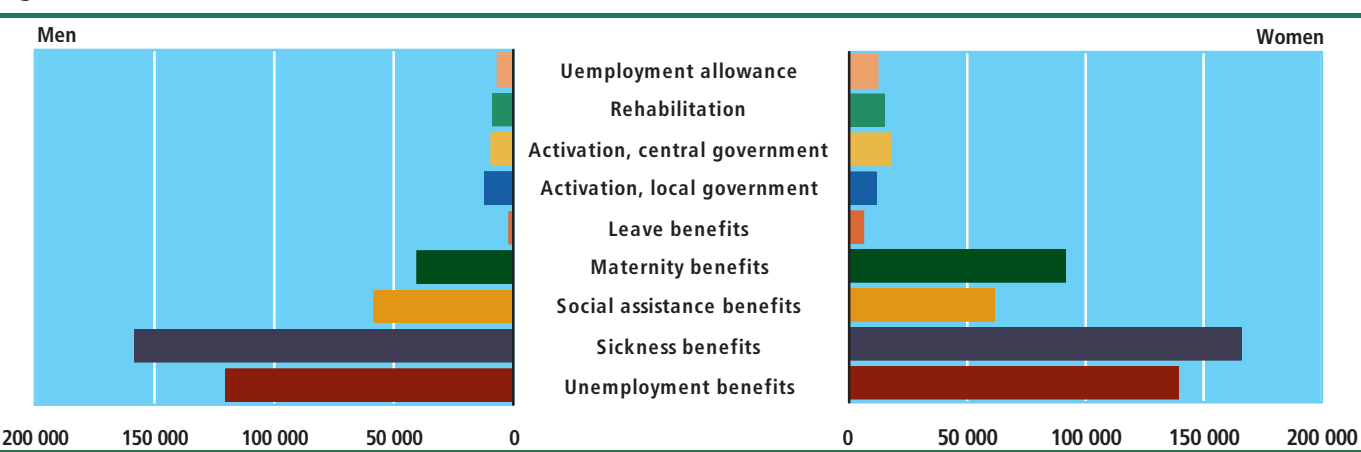 Men
Women
Uemployment allowance
Rehabilitation
Activation, central government
Activation, local government
Leave benefits
Maternity benefits
Social assistance benefits
Sickness benefits
Unemployment benefits
200 000 150 000 100 000 50 000 0 0 50 000 100 000 150 000 200 000